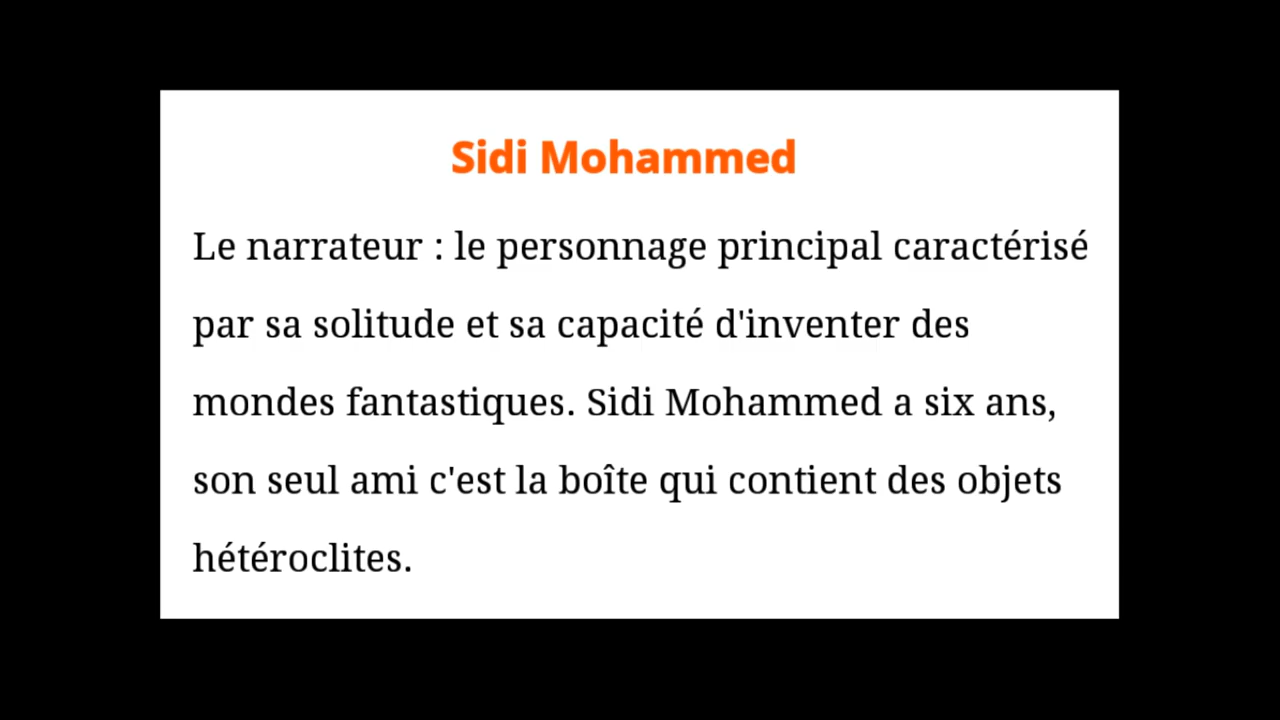 Sidi Mohammed
Le narrateur : le personnage principal caractérisé
par sa solitude et sa capacité d'inventer des
mondes fantastiques. Sidi Mohammed a six ans,
son seul ami c'est la boîte qui contient des objets
hétéroclites.